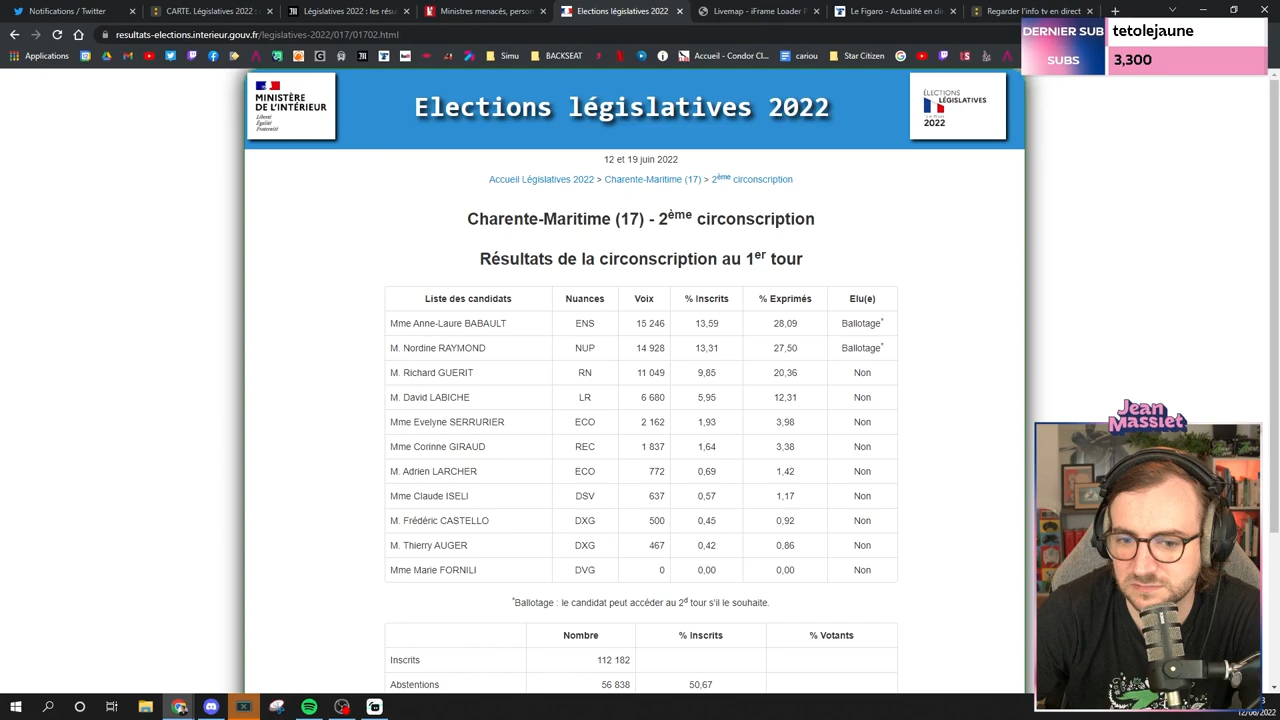 Notifications / Twitter
CARTE. Législatives 2022 :
Législatives 2022 : les résu
Ministres menacés, person
Elections législatives 2022
Livemap - iFrame Loader P
Le Figaro - Actualité en di
Regarder l'info tv
resultats-elections.interieur.gouv.fr/legislatives-2022/017/01702.html
Applications
Simu
BACKSEAT
Accueil - Condor Cl...
cariou
Star Citizen
DERNIER SUB
tetolejaune
SUBS
3,300
MINISTÈRE
DE L'INTÉRIEUR
Liberté
Égalité
Fraternité
Elections législatives 2022
ÉLECTIONS
LÉGISLATIVES
2022
12 et 19 juin 2022
Accueil Législatives 2022 > Charente-Maritime (17) > 2ème circonscription
Charente-Maritime (17) - 2ème circonscription
Résultats de la circonscription au 1er tour
Liste des candidats Nuances Voix % Inscrits % Exprimés Elu(e)
Mme Anne-Laure BABAULT ENS 15 246 13,59 28,09 Ballotage*
M. Nordine RAYMOND NUP 14 928 13,31 27,50 Ballotage*
M. Richard GUERIT RN 11 049 9,85 20,36 Non
M. David LABICHE LR 6 680 5,95 12,31 Non
Mme Evelyne SERRURIER ECO 2 162 1,93 3,98 Non
Mme Corinne GIRAUD REC 1 837 1,64 3,38 Non
M. Adrien LARCHER ECO 772 0,69 1,42 Non
Mme Claude ISELI DSV 637 0,57 1,17 Non
M. Frédéric CASTELLO DXG 500 0,45 0,92 Non
M. Thierry AUGER DXG 467 0,42 0,86 Non
Mme Marie FORNILI DVG 0 0,00 0,00 Non
*Ballotage : le candidat peut accéder au 2d tour s'il le souhaite.
Nombre % Inscrits % Votants
Inscrits 112 182
Abstentions 56 838 50,67
Jean
Massiet
12/06/2022